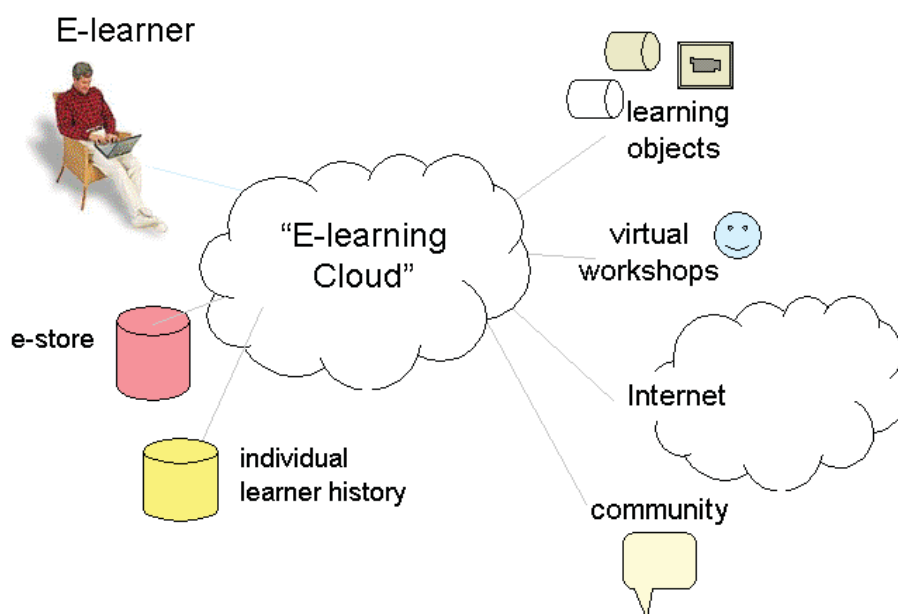 E-learner
learning
objects
“E-learning
Cloud”
virtual
workshops
e-store
Internet
individual
learner history
community